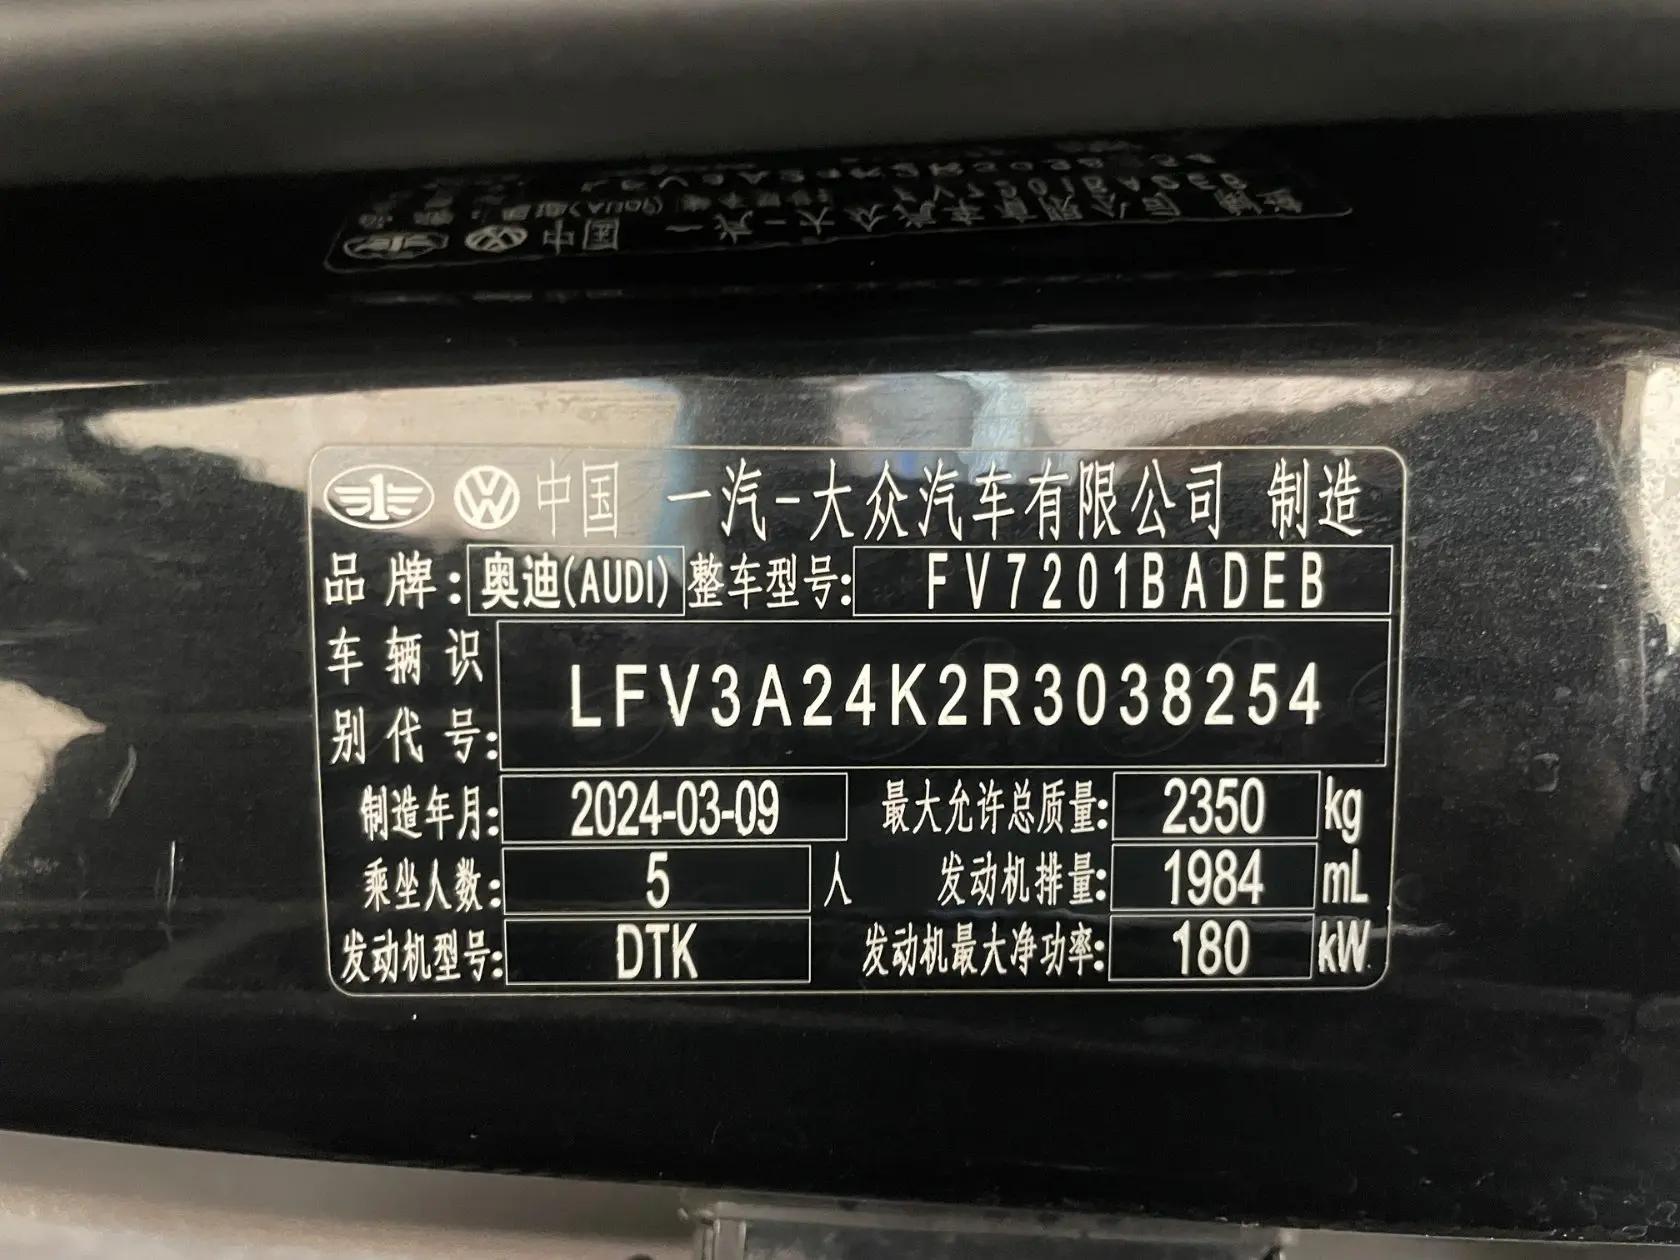 中国 一汽-大众汽车有限公司 制造
品牌: 奥迪(AUDI) 整车型号: FV7201BADEB
车辆识别代号: LFV3A24K2R3038254
制造年月: 2024-03-09 最大允许总质量: 2350 kg
乘坐人数: 5 人 发动机排量: 1984 mL
发动机型号: DTK 发动机最大净功率: 180 kW